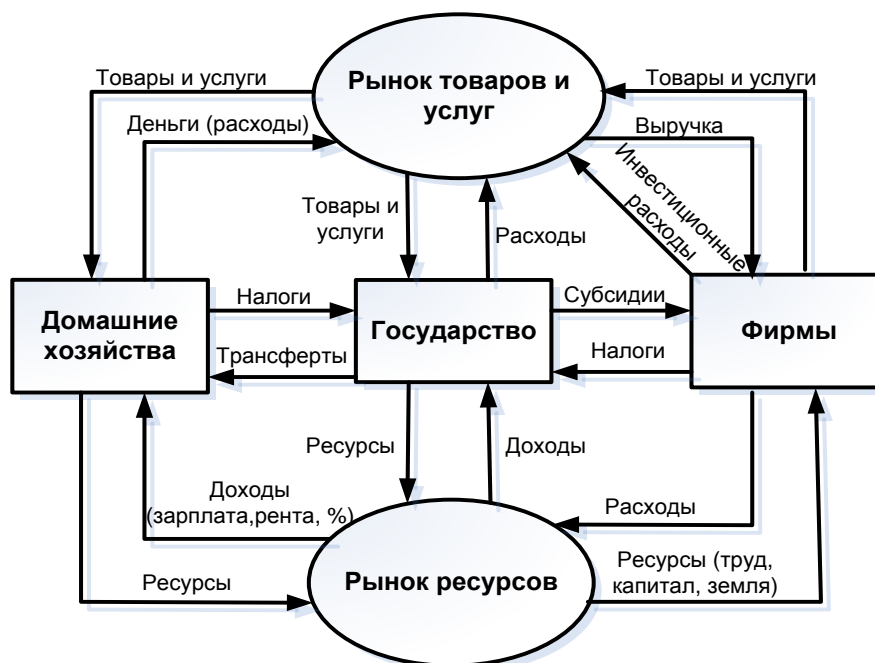 Рынок товаров и
услуг
Товары и услуги
Товары и услуги
Деньги (расходы)
Выручка
Инвестиционные
расходы
Товары и
услуги
Расходы
Домашние
хозяйства
Налоги
Трансферты
Государство
Субсидии
Налоги
Фирмы
Ресурсы
Доходы
Доходы
(зарплата,рента, %)
Расходы
Ресурсы
Рынок ресурсов
Ресурсы (труд,
капитал, земля)